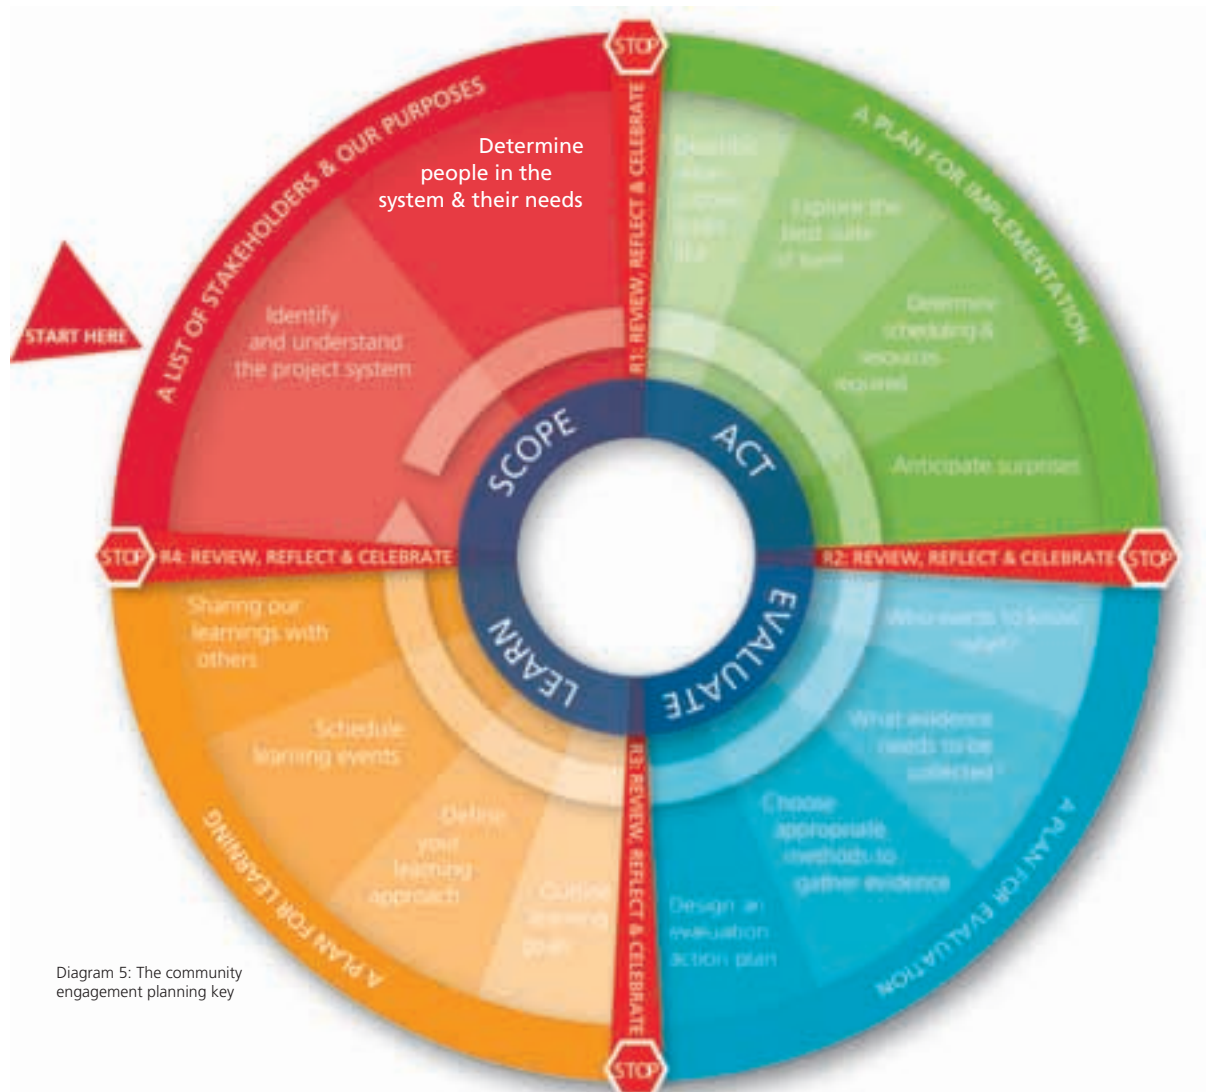 STOP
A LIST OF STAKEHOLDERS & OUR PURPOSES
START HERE
Identify
and understand
the project system
Determine
people in the
system & their needs
R1: REVIEW, REFLECT & CELEBRATE
A PLAN FOR IMPLEMENTATION
Explore the
best suite
of
Determine
scheduling &
resources
required
Anticipate surprises
SCOPE
ACT
EVALUATE
LEARN
STOP
R2: REVIEW, REFLECT & CELEBRATE
Who wants to know
what?
What evidence
needs to be
collected
Choose
appropriate
methods to
gather evidence
Design an
evaluation
action plan
A PLAN FOR EVALUATION
R3: REVIEW, REFLECT & CELEBRATE
STOP
Outline
learning
goals
Define
your
learning
approach
Schedule
learning events
Sharing our
learnings with
others
A PLAN FOR LEARNING
R4: REVIEW, REFLECT & CELEBRATE
STOP
Diagram 5: The community
engagement planning key